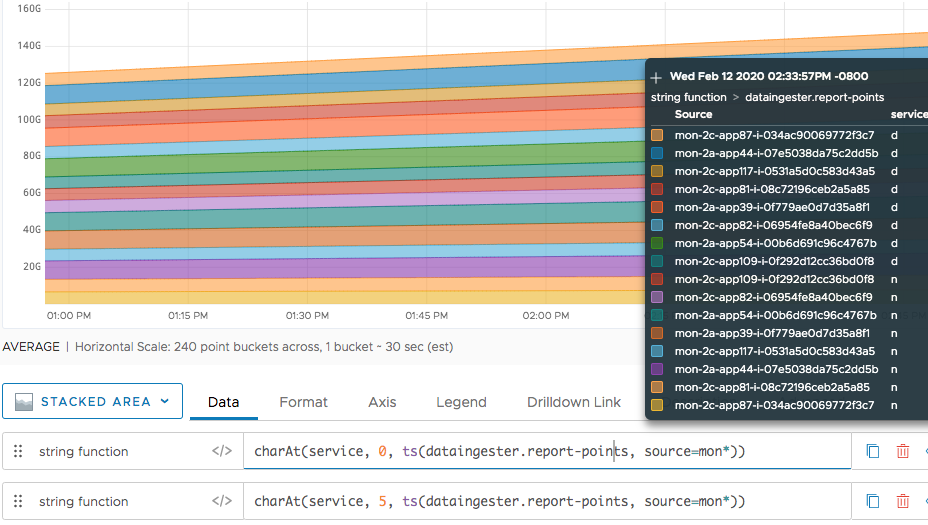 160G
120G
100G
80G
60G
40G
20G
01:00 PM 01:15 PM 01:30 PM 01:45 PM 02:00 PM
Wed Feb 12 2020 02:33:57PM -0800
string function > dataingester.report-points
Source service
mon-2c-app87-i-034ac90069772f3c7 d
mon-2a-app44-i-07e5038da75c2dd5b d
mon-2a-app117-i-0531a5d0c583d43a5 d
mon-2c-app81-i-08c72196ceb2a5a85 d
mon-2a-app39-i-0f779ae0d7d35a8f1 d
mon-2c-app82-i-06954fe8a40bec6f9 d
mon-2a-app54-i-00b6d691c96c4767b d
mon-2c-app109-i-0f292d12cc36bd0f8 d
mon-2c-app109-i-0f292d12cc36bd0f8 n
mon-2c-app82-i-06954fe8a40bec6f9 n
mon-2a-app54-i-00b6d691c96c4767b n
mon-2a-app39-i-0f779ae0d7d35a8f1 n
mon-2c-app117-i-0531a5d0c583d43a5 n
mon-2a-app44-i-07e5038da75c2dd5b n
mon-2c-app81-i-08c72196ceb2a5a85 n
mon-2c-app87-i-034ac90069772f3c7 n
AVERAGE | Horizontal Scale: 240 point buckets across, 1 bucket ~ 30 sec (est)
STACKED AREA Data Format Axis Legend Drilldown Link
string function </> charAt(service, 0, ts(dataingester.report-points, source=mon*))
string function </> charAt(service, 5, ts(dataingester.report-points, source=mon*))